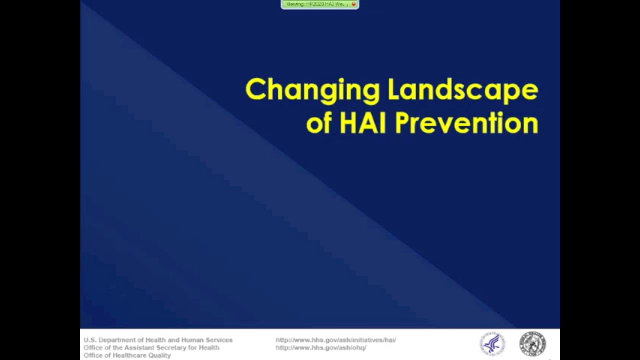 Changing Landscape
of HAI Prevention
U.S. Department of Health and Human Services
Office of the Assistant Secretary for Health
Office of Healthcare Quality
http://www.hhs.gov/ash/initiatives/hai/
http://www.hhs.gov/ash/ohq/